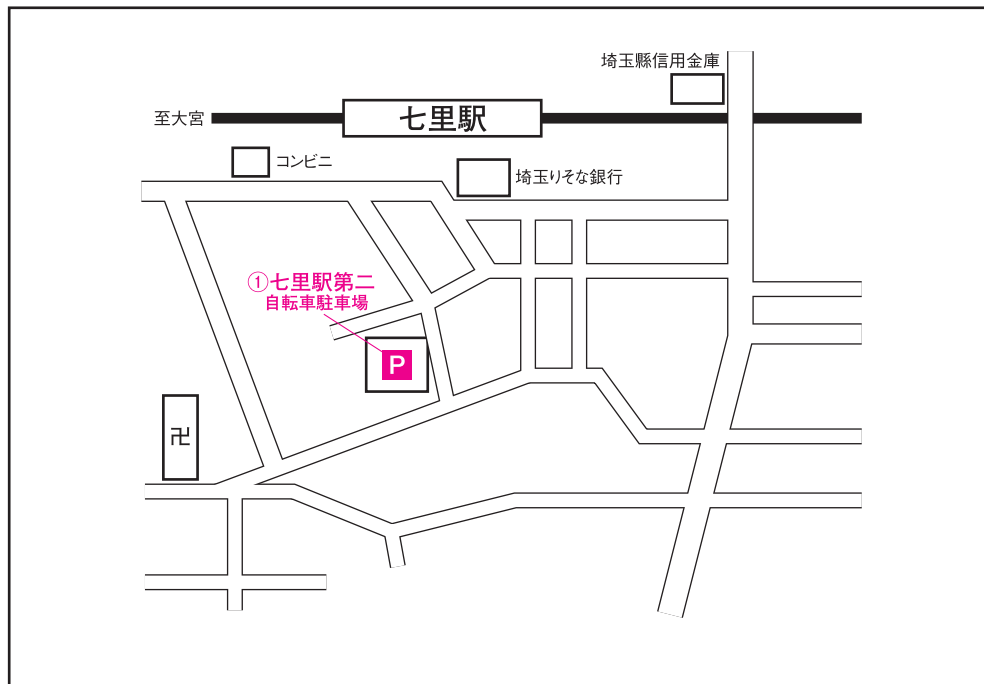 埼玉縣信用金庫
至大宮
七里駅
コンビニ
埼玉りそな銀行
①七里駅第二
自転車駐車場
P
卍